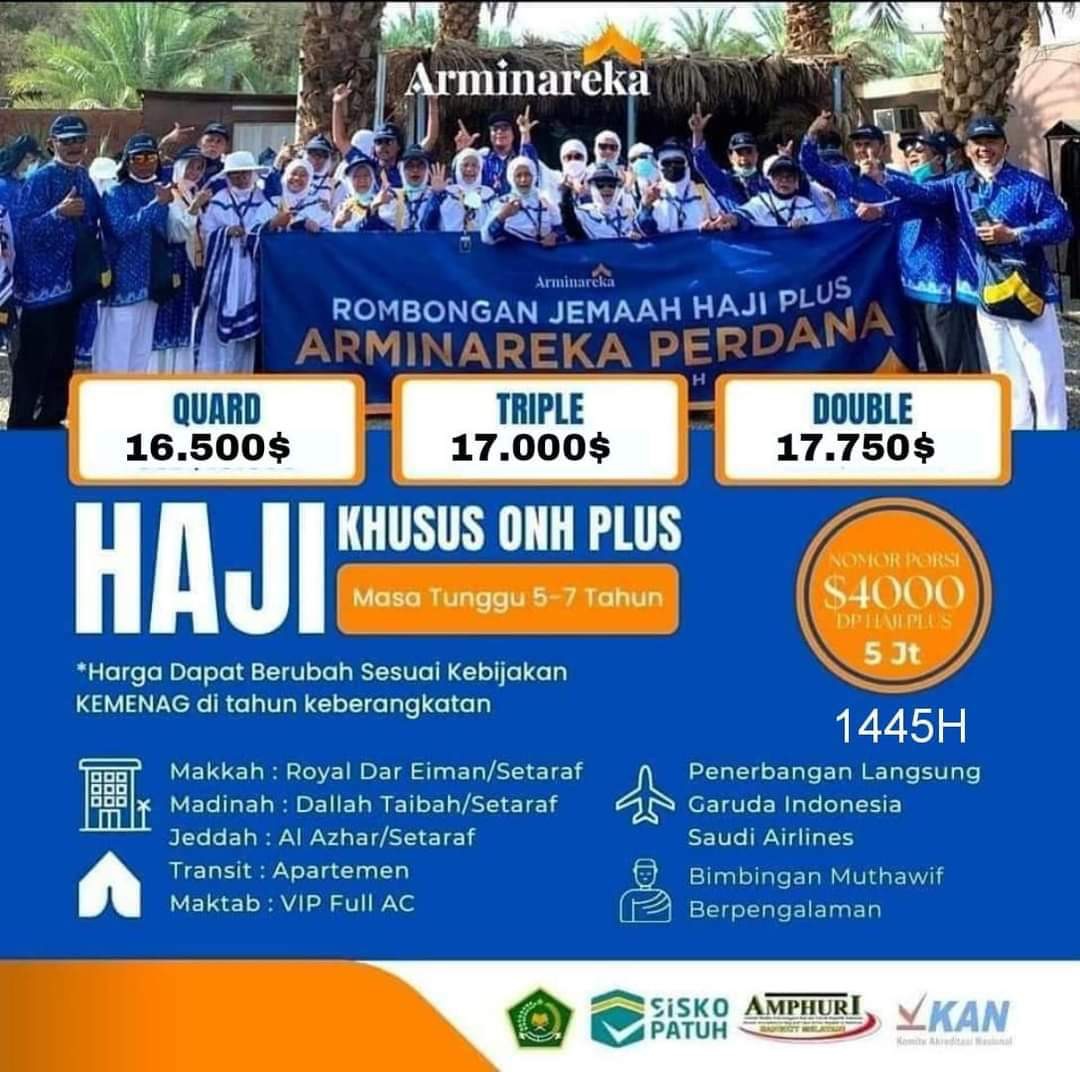 Arminareka
Arminareka
ROMBONGAN JEMAAH HAJI PLUS
ARMINAREKA PERDANA
H
QUARD
16.500$
TRIPLE
17.000$
DOUBLE
17.750$
HAJI
KHUSUS ONH PLUS
Masa Tunggu 5-7 Tahun
NOMOR PORSI
$4000
DP HAJI PLUS
5 Jt
1445H
*Harga Dapat Berubah Sesuai Kebijakan
KEMENAG di tahun keberangkatan
Makkah : Royal Dar Eiman/Setaraf
Madinah : Dallah Taibah/Setaraf
Jeddah : Al Azhar/Setaraf
Transit : Apartemen
Maktab : VIP Full AC
Penerbangan Langsung
Garuda Indonesia
Saudi Airlines
Bimbingan Muthawif
Berpengalaman
SiSKO
PATUH
AMPHURI
KAN
Komite Akreditasi Nasional